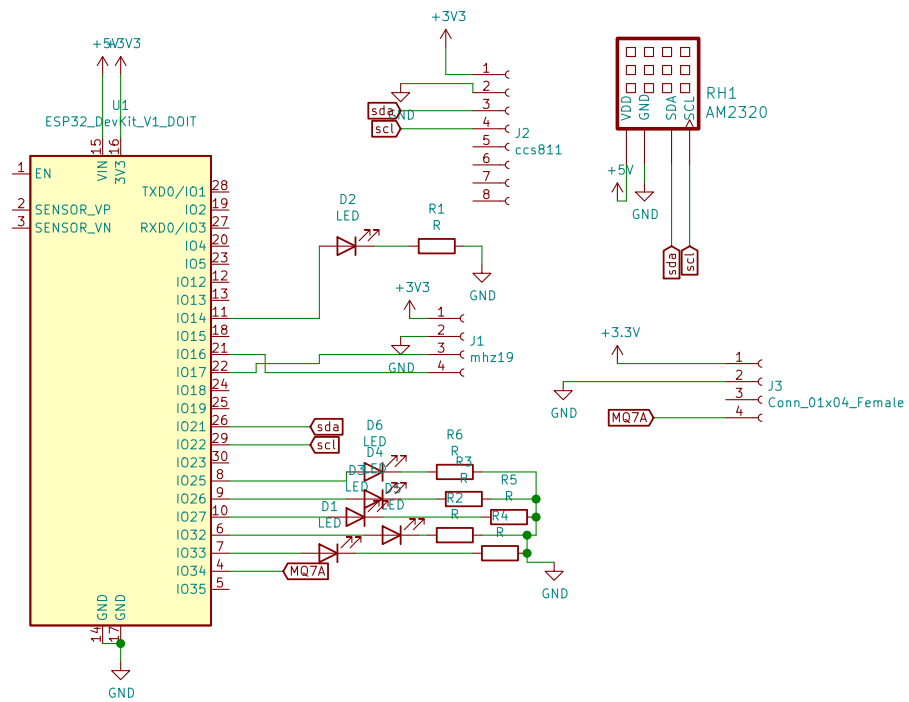 +5V
+3V3
U1
ESP32_DevKit_V1_DOIT
15
16
VIN
3V3
1
EN
2
SENSOR_VP
3
SENSOR_VN
TXD0/IO1
28
IO2
19
RXD0/IO3
27
IO4
20
IO5
23
IO12
12
IO13
13
IO14
11
IO15
18
IO16
21
IO17
22
IO18
24
IO19
25
IO21
26
IO22
29
IO23
30
IO25
8
IO26
9
IO27
10
IO32
6
IO33
7
IO34
4
IO35
5
GND
GND
14
17
GND
+3V3
1
2
3
4
5
6
7
8
GND
sda
scl
J2
ccs811
VDD
GND
SDA
SCL
RH1
AM2320
+5V
GND
sda
scl
D2
LED
R1
R
GND
+3V3
1
2
3
4
GND
J1
mhz19
+3.3V
1
2
3
4
GND
MQ7A
J3
Conn_01x04_Female
sda
scl
D6
LED
D4
LED
D3
LED
D5
LED
D1
LED
R6
R
R3
R
R5
R
R2
R
R4
R
MQ7A
GND